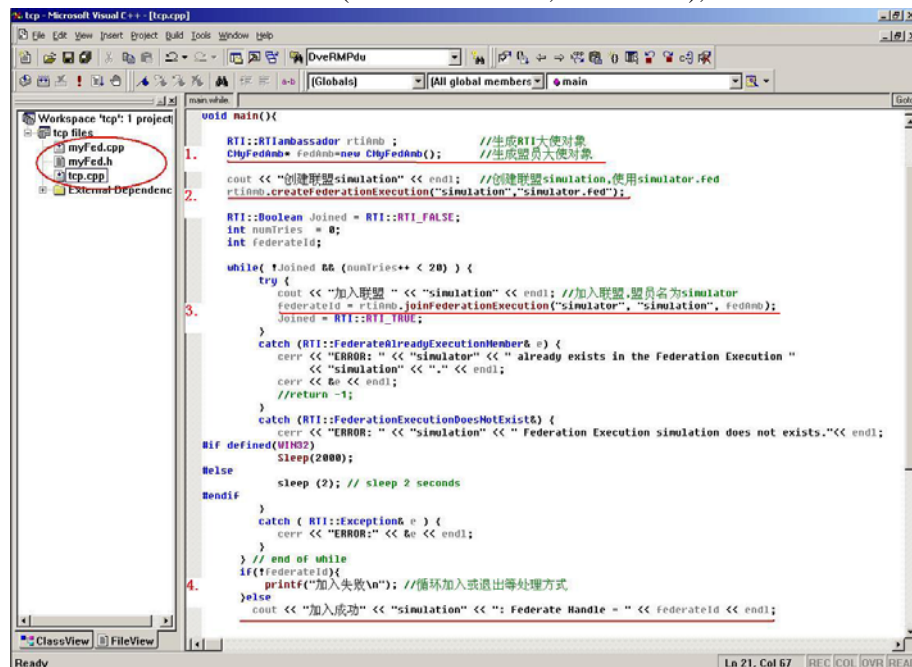 tcp - Microsoft Visual C++ - [tcp.cpp]
File Edit View Insert Project Build Tools Window Help
DveRMPdu
[Globals] [All global members] main
main.while. Goto
Workspace 'tcp': 1 project
tcp files
myFed.cpp
myFed.h
tcp.cpp
External Dependenc
ClassView FileView
void main(){
RTI::RTIambassador rtiAmb ; //生成RTI大使对象
1. CMyFedAmb* fedAmb=new CMyFedAmb(); //生成盟员大使对象
cout << "创建联盟simulation" << endl; //创建联盟simulation,使用simulator.fed
2. rtiAmb.createFederationExecution("simulation","simulator.fed");
RTI::Boolean Joined = RTI::RTI_FALSE;
int numTries = 0;
int federateId;
while( !Joined && (numTries++ < 20) ) {
try {
cout << "加入联盟 " << "simulation" << endl; //加入联盟,盟员名为simulator
3. federateId = rtiAmb.joinFederationExecution("simulator", "simulation", fedAmb);
Joined = RTI::RTI_TRUE;
}
catch (RTI::FederateAlreadyExecutionMember& e) {
cerr << "ERROR: " << "simulator" << " already exists in the Federation Execution "
<< "simulation" << "." << endl;
cerr << &e << endl;
//return -1;
}
catch (RTI::FederationExecutionDoesNotExist&) {
cerr << "ERROR: " << "simulation" << " Federation Execution simulation does not exists."<< endl;
#if defined(WIN32)
Sleep(2000);
#else
sleep (2); // sleep 2 seconds
#endif
}
catch ( RTI::Exception& e ) {
cerr << "ERROR:" << &e << endl;
}
} // end of while
if(!federateId){
4. printf("加入失败\n"); //循环加入或退出等处理方式
}else
cout << "加入成功" << "simulation" << ": Federate Handle = " << federateId << endl;
Ready Ln 21, Col 67 REC COL OVR READ